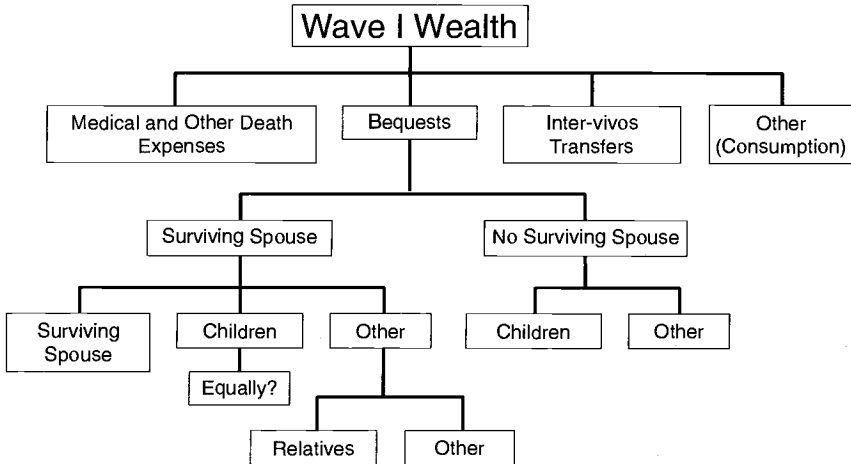 Wave I Wealth
Medical and Other Death
Expenses
Bequests
Inter-vivos
Transfers
Other
(Consumption)
Surviving Spouse
No Surviving Spouse
Surviving
Spouse
Children
Other
Children
Other
Equally?
Relatives
Other